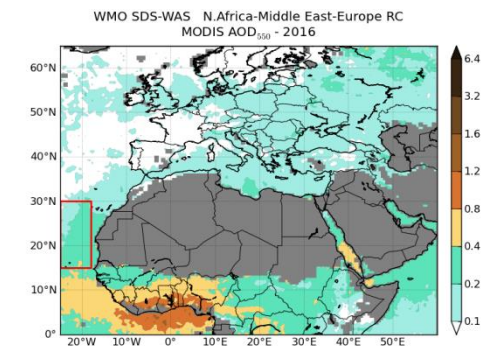 WMO SDS-WAS N.Africa-Middle East-Europe RC
MODIS AOD₅₅₀ - 2016
60°N
50°N
40°N
30°N
20°N
10°N
0°
20°W
10°W
0°
10°E
20°E
30°E
40°E
50°E
6.4
3.2
1.6
1.2
0.8
0.4
0.2
0.1